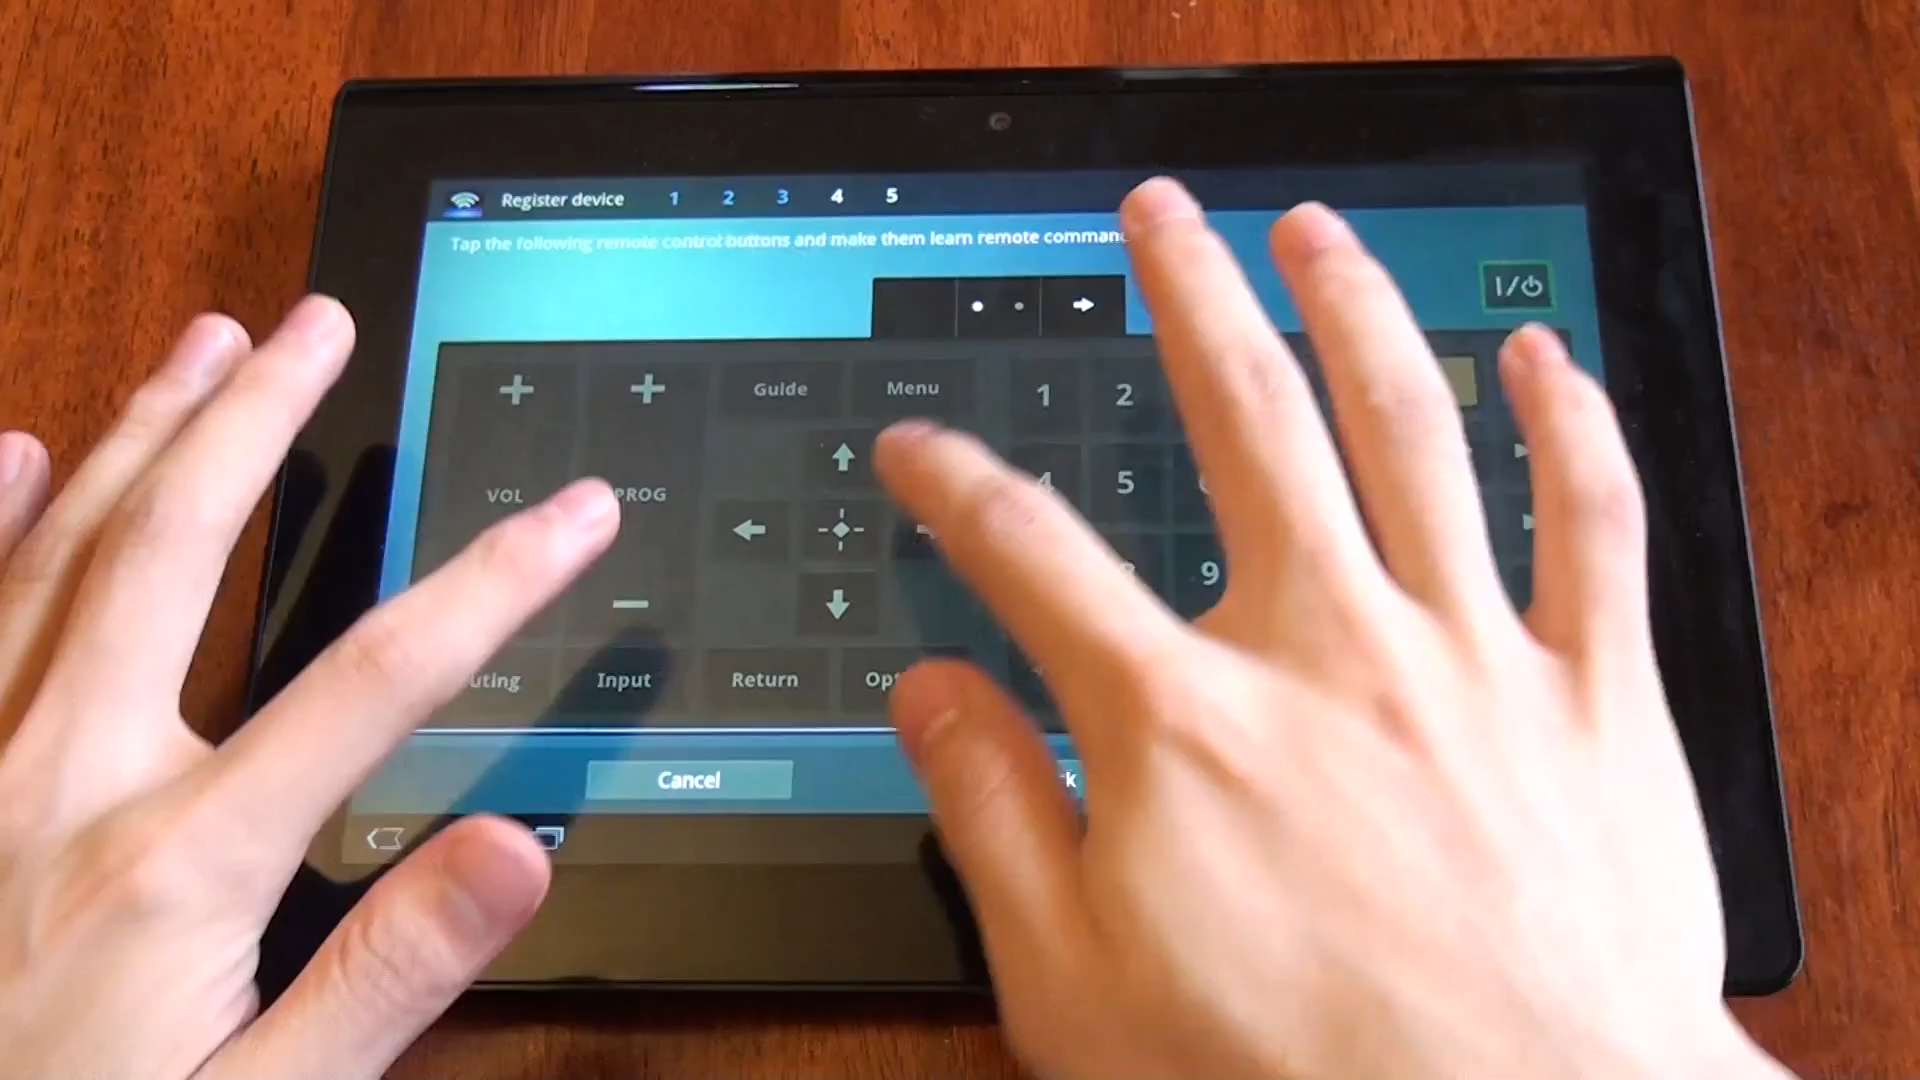 Register device 1 2 3 4 5
Tap the following remote control buttons and make them learn remote
I/
+ + Guide Menu 1 2
VOL PROG 4 5
9
Input Return
Cancel